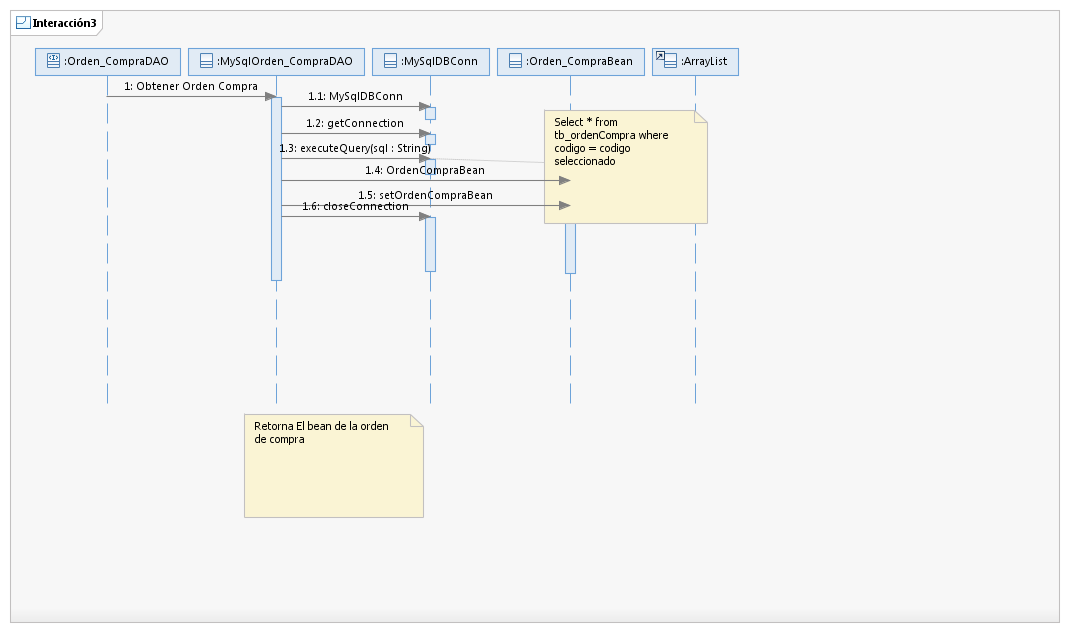 Interacción3
:Orden_CompraDAO
:MySqlOrden_CompraDAO
:MySqlDBConn
:Orden_CompraBean
:ArrayList
1: Obtener Orden Compra
1.1: MySqlDBConn
1.2: getConnection
1.3: executeQuery(sql : String)
1.4: OrdenCompraBean
1.5: setOrdenCompraBean
1.6: closeConnection
Select * from
tb_ordenCompra where
codigo = codigo
seleccionado
Retorna El bean de la orden
de compra